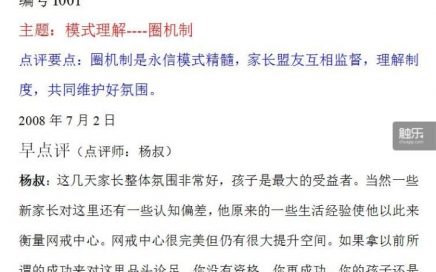 编号 1001
主题：模式理解----圈机制
点评要点：圈机制是永信模式精髓，家长盟友互相监督，理解制
度，共同维护好氛围。
2008 年 7 月 2 日
触乐
早点评（点评师：杨叔）
杨叔：这几天家长整体氛围非常好，孩子是最大的受益者。当然一些
新家长对这里还有一些认知偏差，他原来的一些生活经验使他以此来
衡量网戒中心。网戒中心很完美但仍有很大提升空间。如果拿以前所
谓的成功来对这里品头论足，你没有资格，你再成功，你的孩子还是